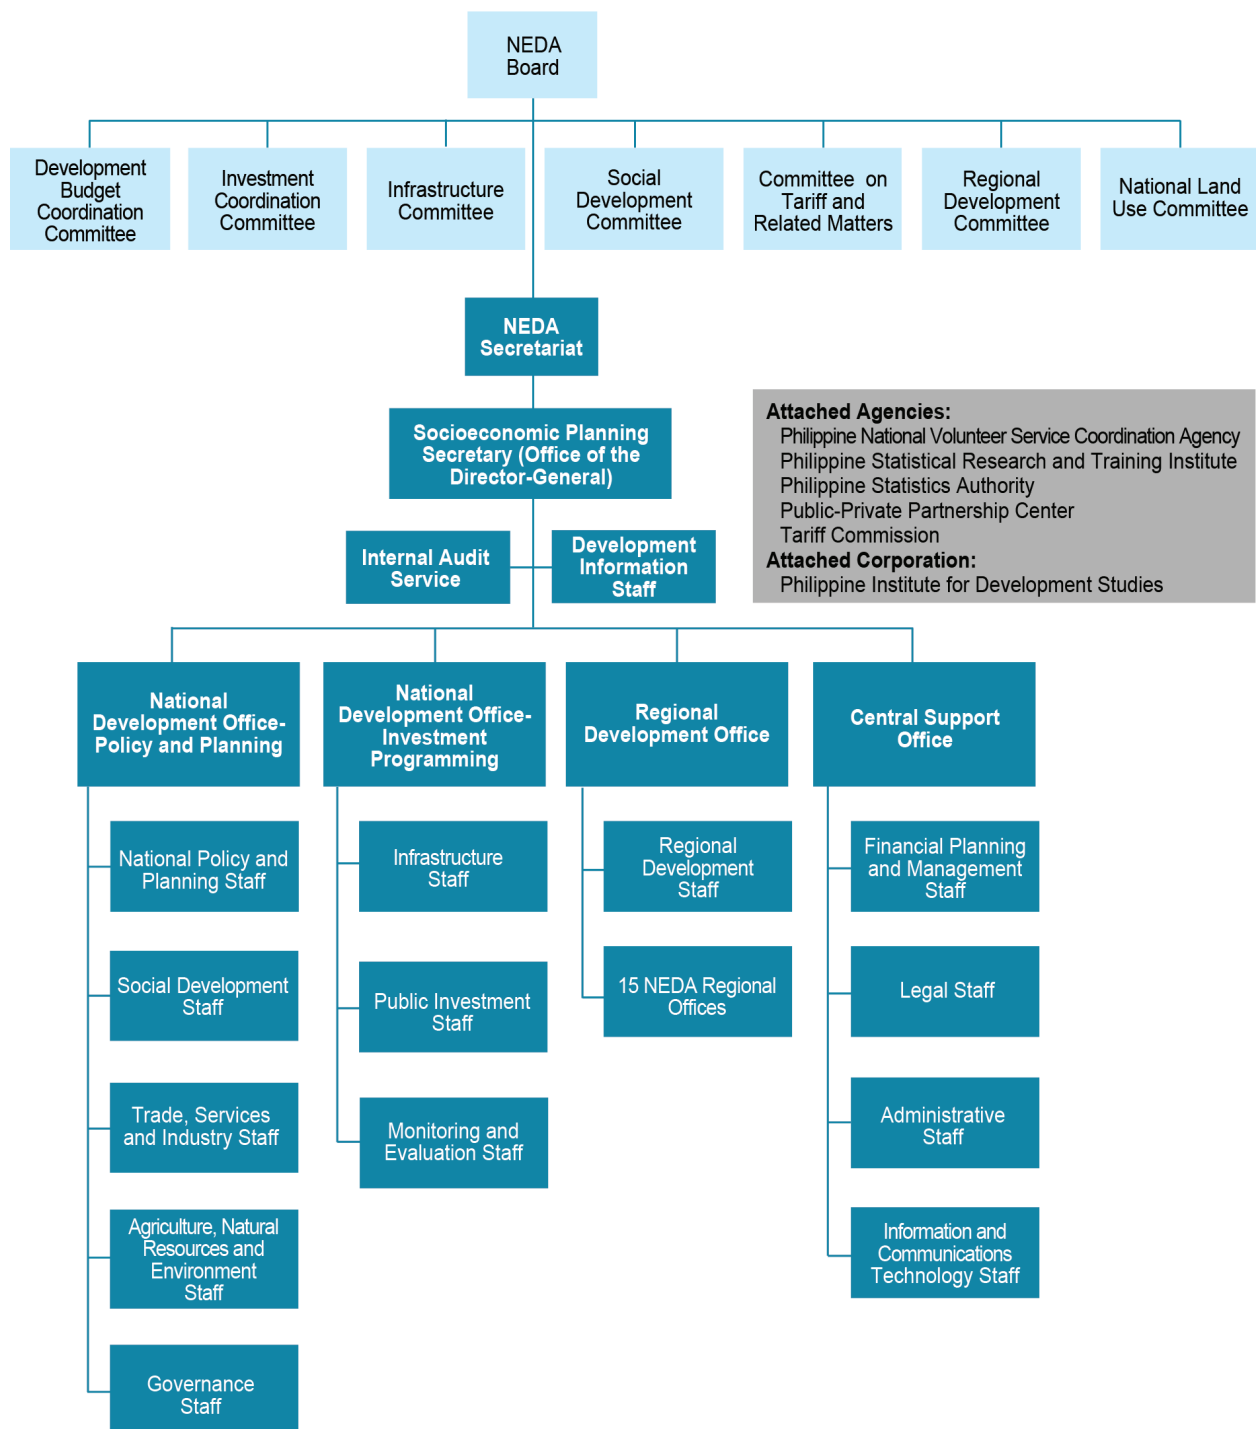 NEDA
Board
Development
Budget
Coordination
Committee
Investment
Coordination
Committee
Infrastructure
Committee
Social
Development
Committee
Committee on
Tariff and
Related Matters
Regional
Development
Committee
National Land
Use Committee
NEDA
Secretariat
Socioeconomic Planning
Secretary (Office of the
Director-General)
Attached Agencies:
Philippine National Volunteer Service Coordination Agency
Philippine Statistical Research and Training Institute
Philippine Statistics Authority
Public-Private Partnership Center
Tariff Commission
Attached Corporation:
Philippine Institute for Development Studies
Internal Audit
Service
Development
Information
Staff
National
Development Office-
Policy and Planning
National
Development Office-
Investment
Programming
Regional
Development Office
Central Support
Office
National Policy and
Planning Staff
Social Development
Staff
Trade, Services
and Industry Staff
Agriculture, Natural
Resources and
Environment
Staff
Governance
Staff
Infrastructure
Staff
Public Investment
Staff
Monitoring and
Evaluation Staff
Regional
Development
Staff
15 NEDA Regional
Offices
Financial Planning
and Management
Staff
Legal Staff
Administrative
Staff
Information and
Communications
Technology Staff